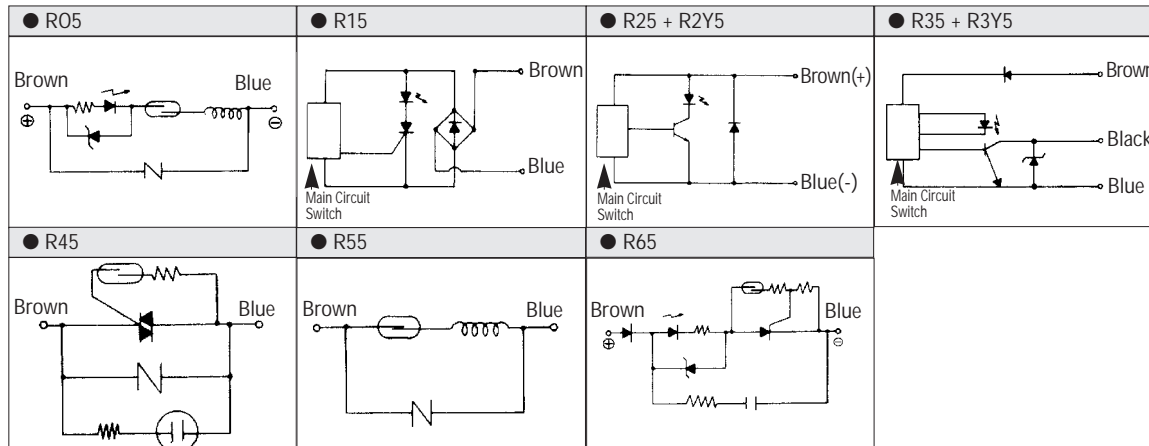 ● R05
● R15
● R25 + R2Y5
● R35 + R3Y5
Brown
Blue
⊕
⊖
Brown
Blue
Main Circuit
Switch
Brown(+)
Blue(-)
Main Circuit
Switch
Brown
Black
Blue
Main Circuit
Switch
● R45
● R55
● R65
Brown
Blue
Brown
Blue
Brown
Blue
⊕
⊖